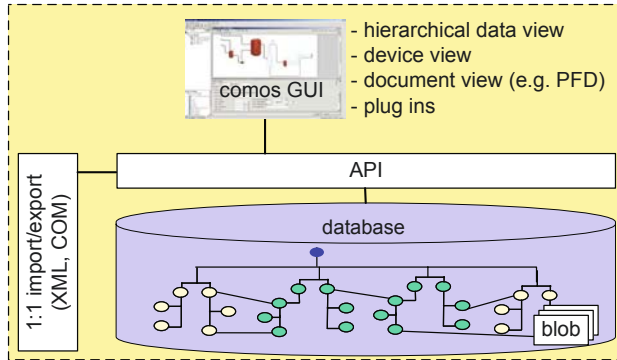 - hierarchical data view
- device view
- document view (e.g. PFD)
- plug ins
comos GUI
API
1:1 import/export
(XML, COM)
database
blob